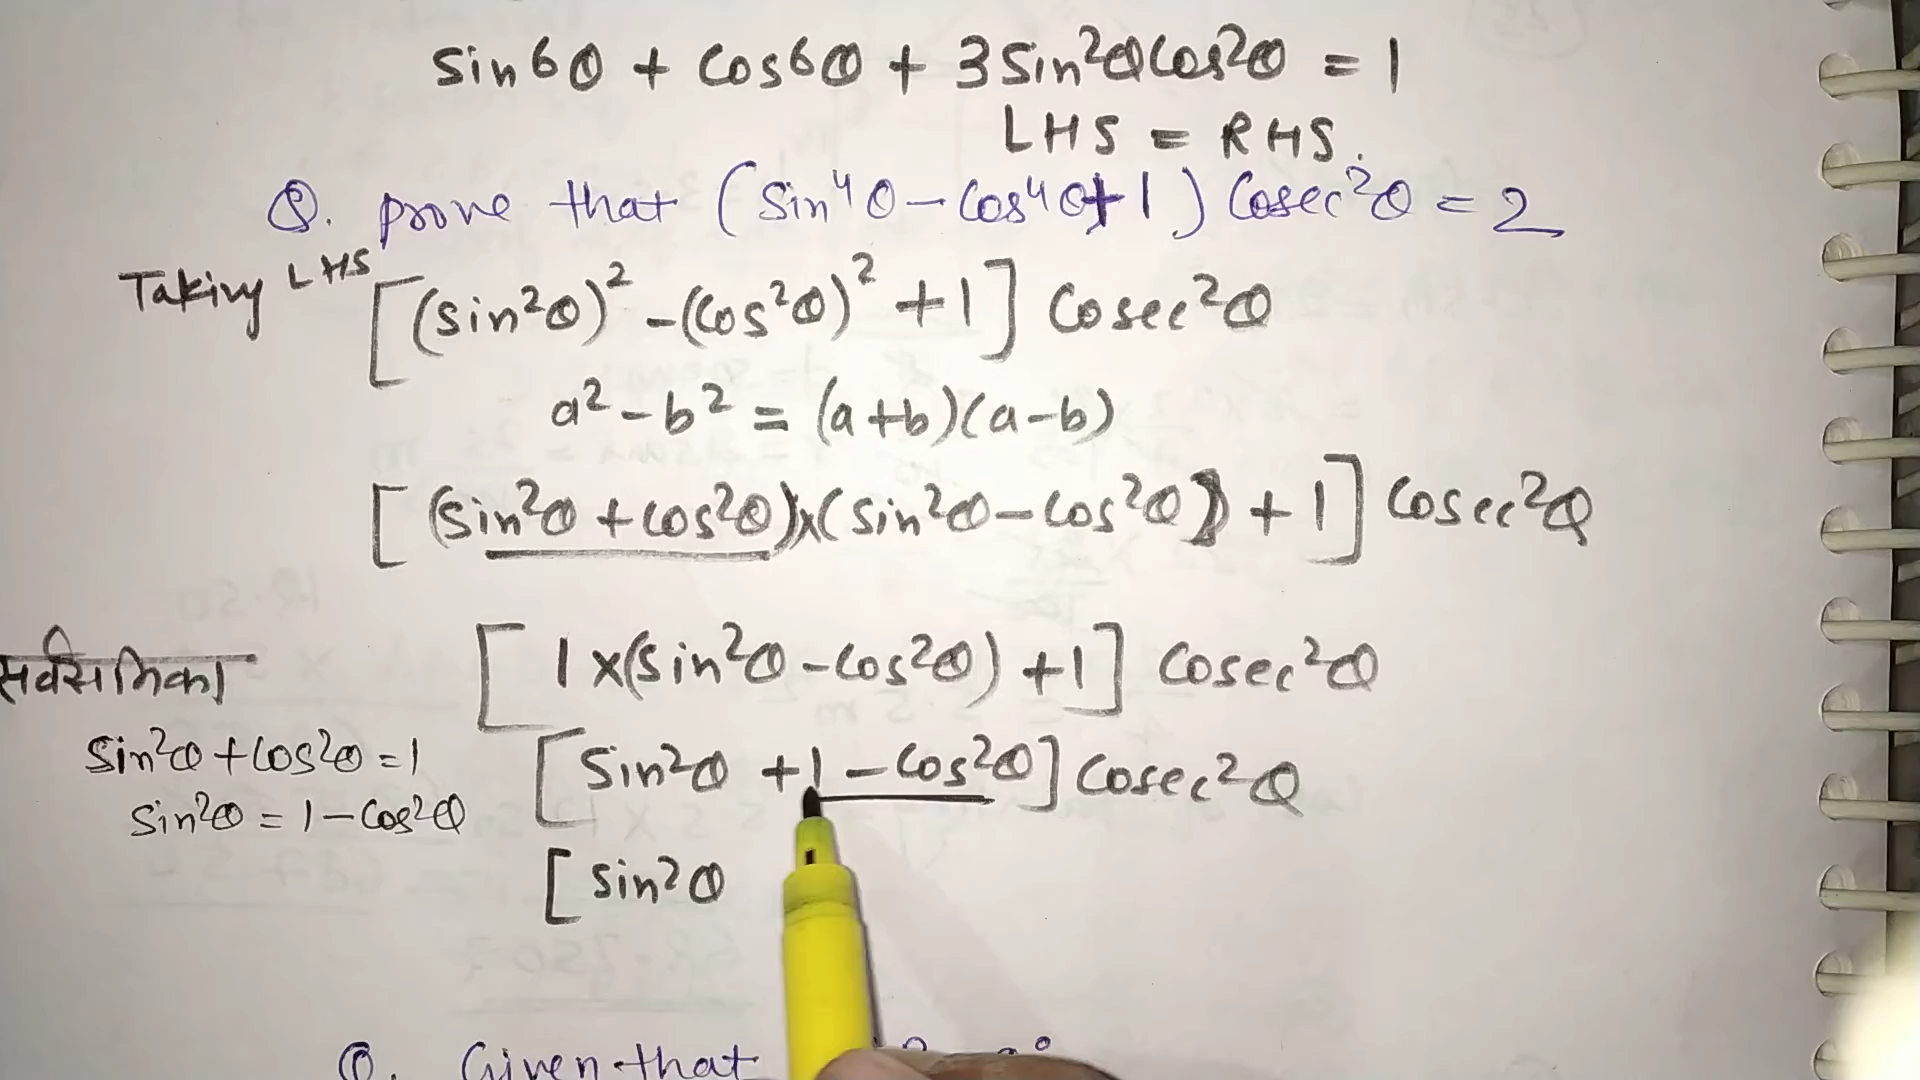 sin6θ + cos6θ + 3sin²θcos²θ = 1
LHS = RHS.
Q. prove that (sin⁴θ - cos⁴θ+1) cosec²θ = 2
Taking LHS [(sin²θ)² - (cos²θ)² + 1] cosec²θ
a² - b² = (a+b)(a-b)
[(sin²θ + cos²θ)×(sin²θ - cos²θ) + 1] cosec²θ
सर्वसमिका [1×(sin²θ - cos²θ) + 1] cosec²θ
sin²θ + cos²θ = 1 [sin²θ + 1 - cos²θ] cosec²θ
sin²θ = 1 - cos²θ
[sin²θ
Q. Given that